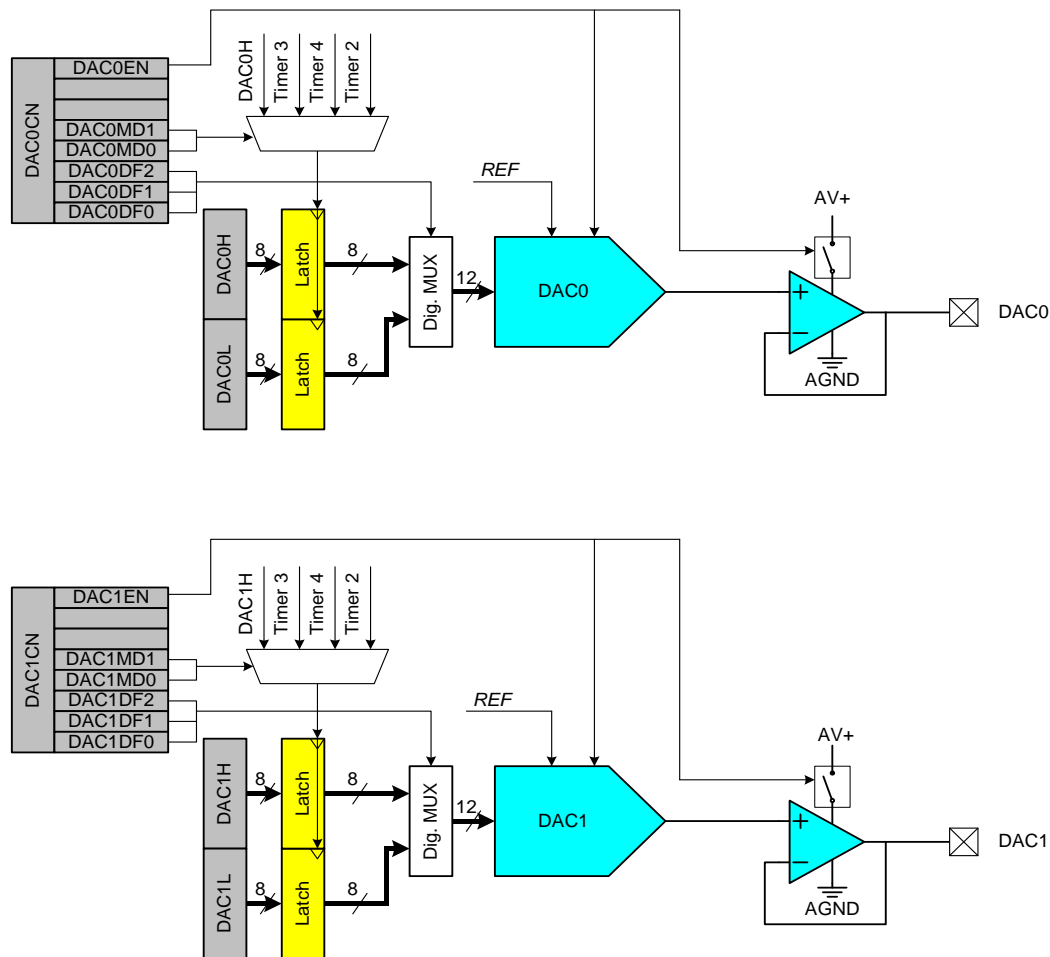 DAC0CN
DAC0EN
DAC0MD1
DAC0MD0
DAC0DF2
DAC0DF1
DAC0DF0
DAC0H
Timer 3
Timer 4
Timer 2
REF
AV+
DAC0H
8
Latch
8
Dig. MUX
12
DAC0
+
−
DAC0
DAC0L
8
Latch
8
AGND
DAC1CN
DAC1EN
DAC1MD1
DAC1MD0
DAC1DF2
DAC1DF1
DAC1DF0
DAC1H
Timer 3
Timer 4
Timer 2
REF
AV+
DAC1H
8
Latch
8
Dig. MUX
12
DAC1
+
−
DAC1
DAC1L
8
Latch
8
AGND